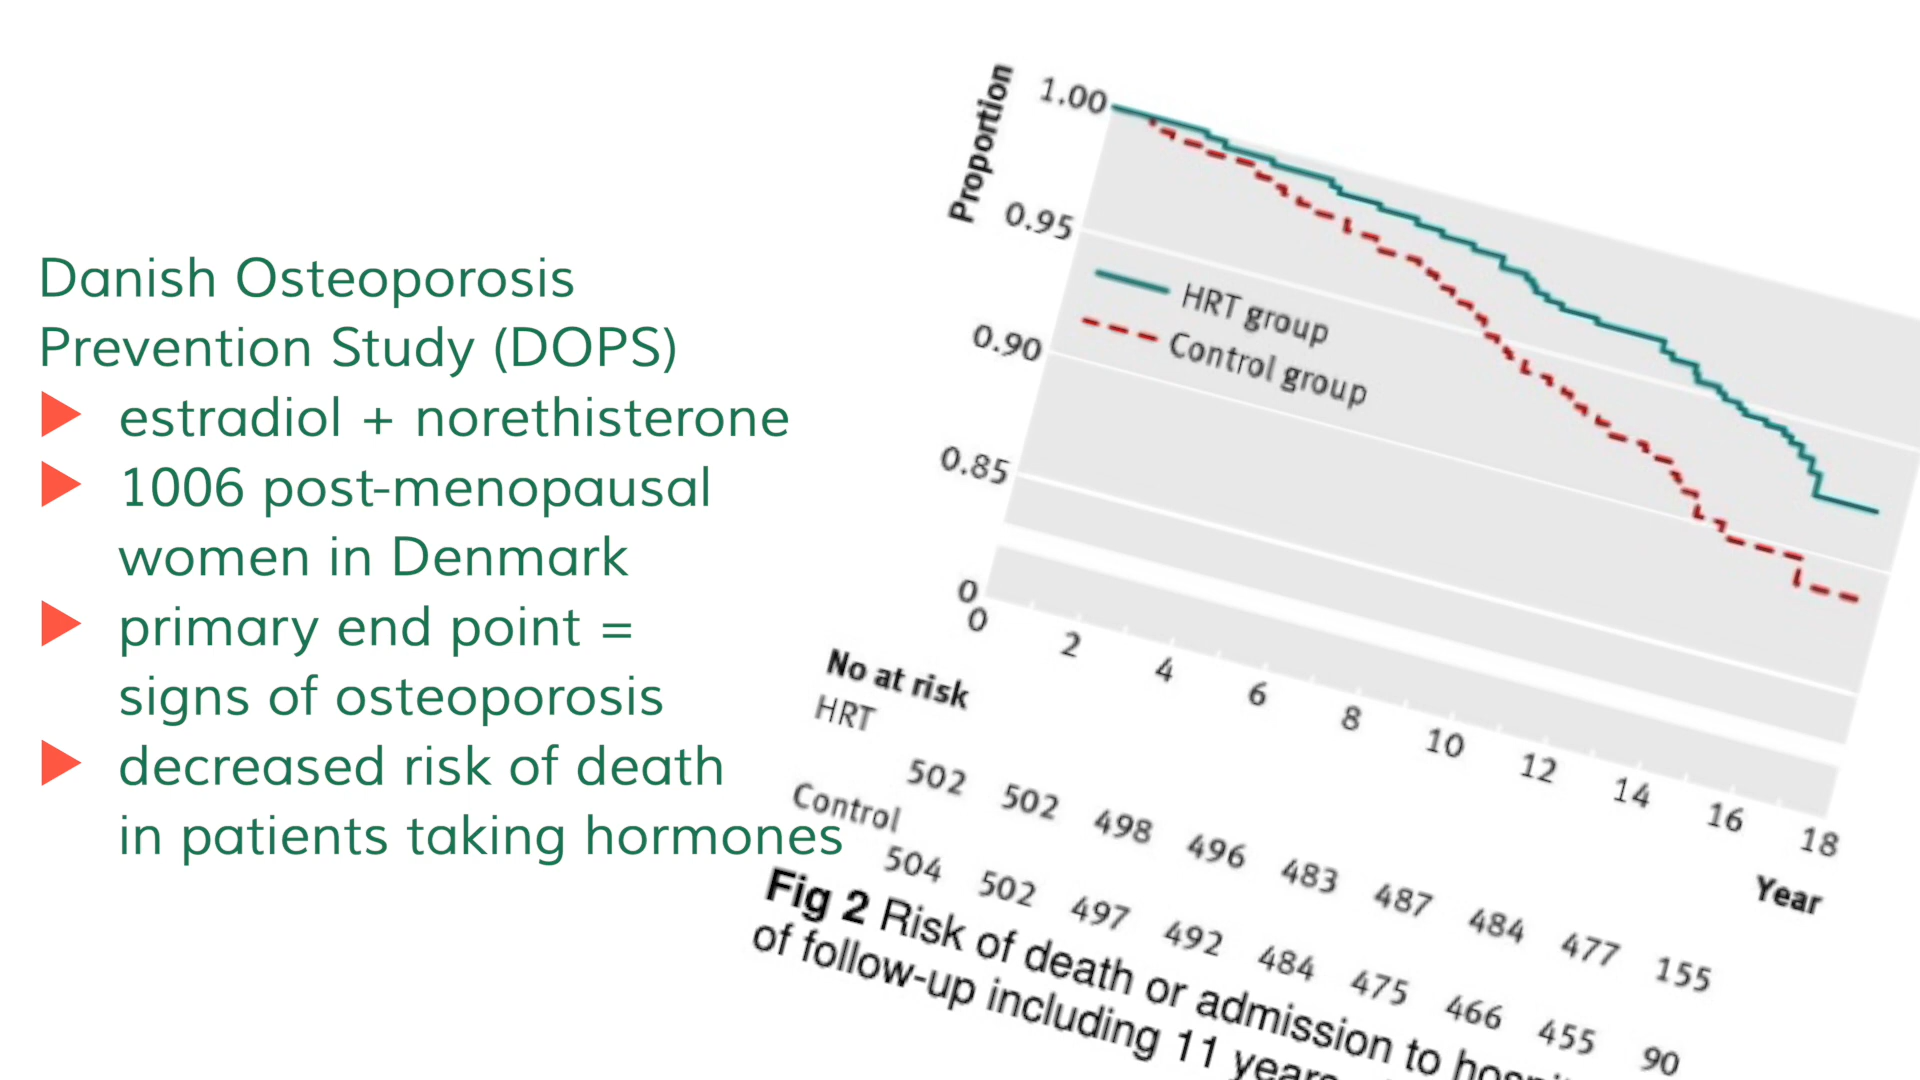 Danish Osteoporosis
Prevention Study (DOPS)
estradiol + norethisterone
1006 post-menopausal
women in Denmark
primary end point =
signs of osteoporosis
decreased risk of death
in patients taking hormones
Proportion
1.00
0.95
0.90
0.85
0
HRT group
Control group
0 2 4 6 8 10 12 14 16 18
Year
No at risk
HRT
502 502 498 496 483 487 484 477 155
Control
504 502 497 492 484 475 466 455 90
Fig 2 Risk of death or admission to
of follow-up including 11 years